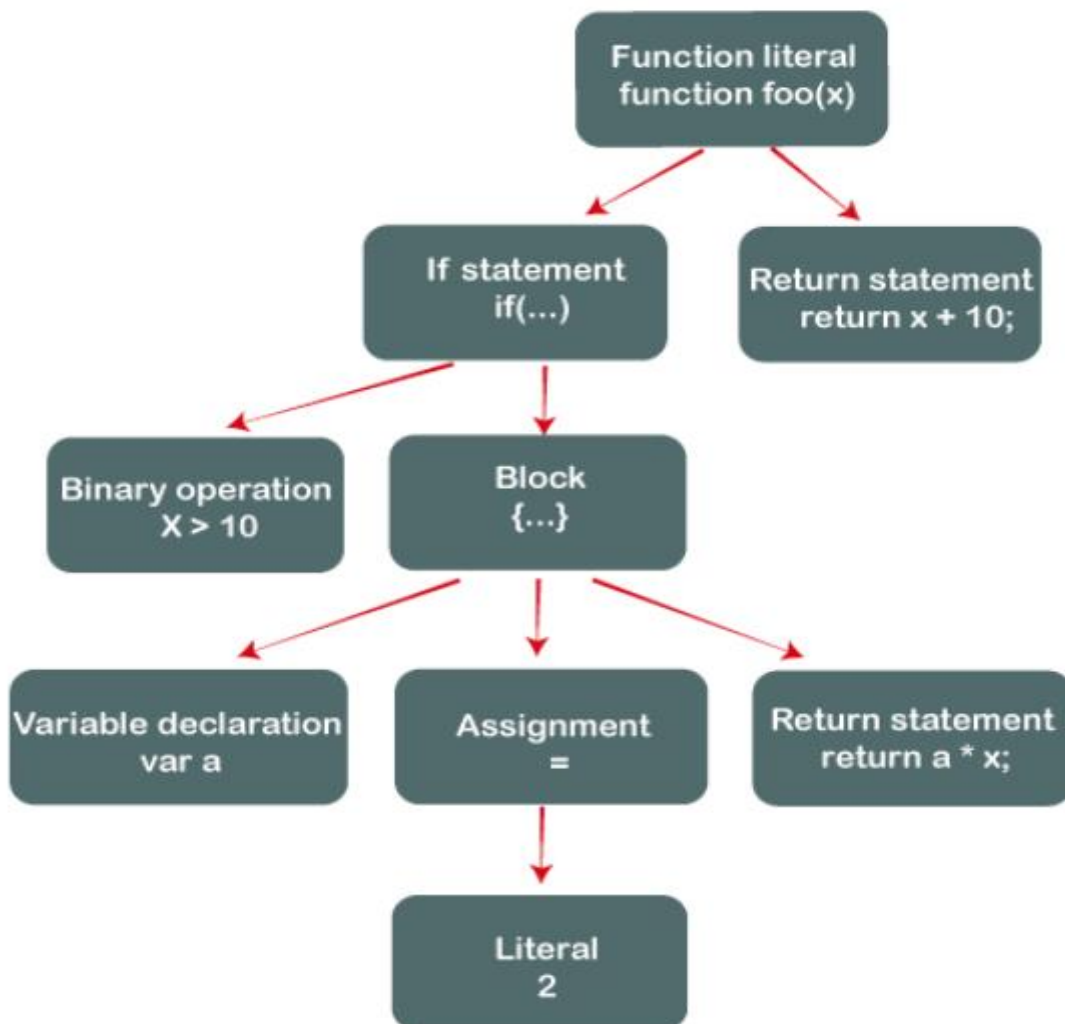 Function literal
function foo(x)
If statement
if(...)
Return statement
return x + 10;
Binary operation
X > 10
Block
{...}
Variable declaration
var a
Assignment
=
Return statement
return a * x;
Literal
2